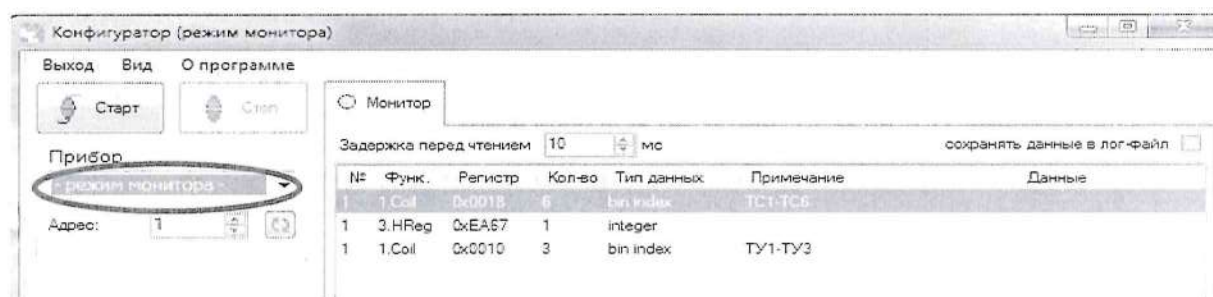 Конфигуратор (режим монитора)
Выход Вид О программе
Старт Стоп
Монитор
Задержка перед чтением 10 мс сохранять данные в лог-файл
Прибор
- режим монитора -
Адрес: 1
№ Функ. Регистр Кол-во Тип данных Примечание Данные
1 1.Coil 0x0018 6 bin index ТС1-ТС6
1 3.HReg 0xEA67 1 integer
1 1.Coil 0x0010 3 bin index ТУ1-ТУ3